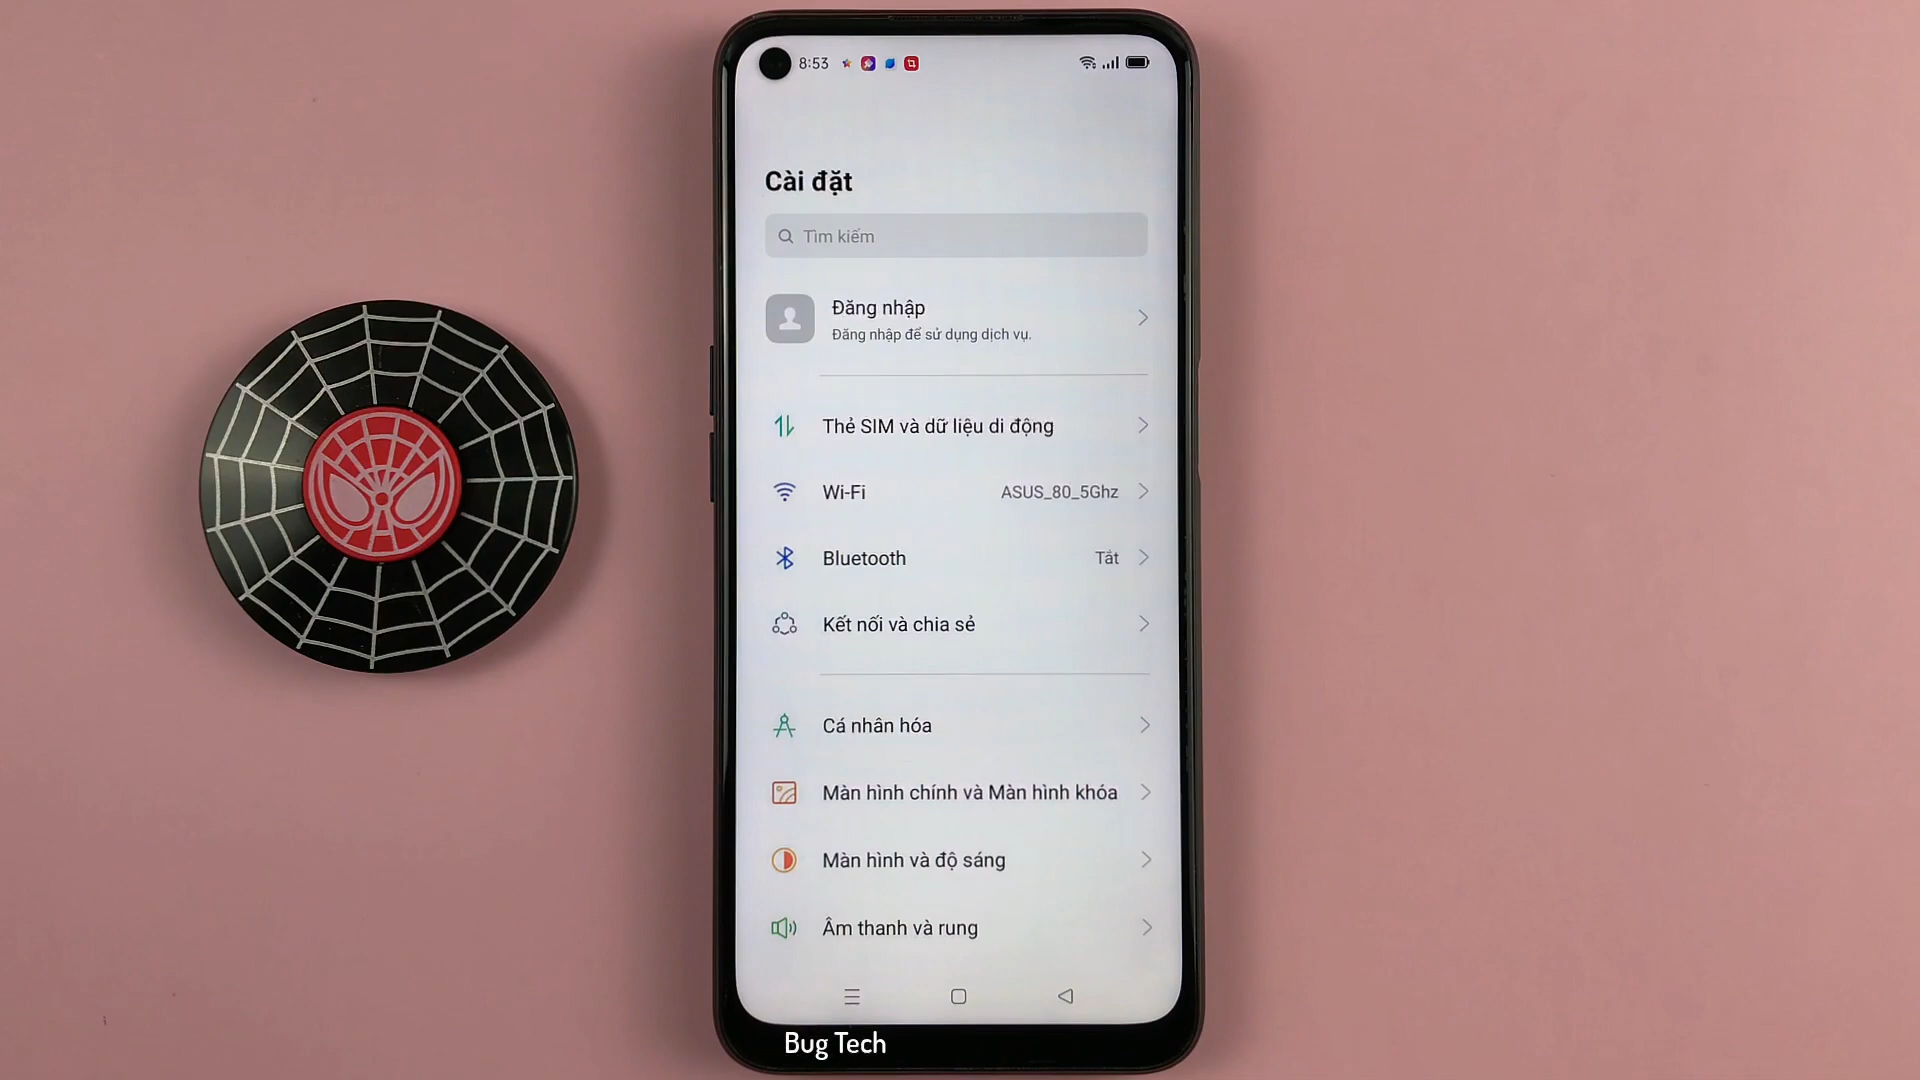 8:53
Cài đặt
Tìm kiếm
Đăng nhập
Đăng nhập để sử dụng dịch vụ.
Thẻ SIM và dữ liệu di động
Wi-Fi ASUS_80_5Ghz
Bluetooth Tắt
Kết nối và chia sẻ
Cá nhân hóa
Màn hình chính và Màn hình khóa
Màn hình và độ sáng
Âm thanh và rung
Bug Tech